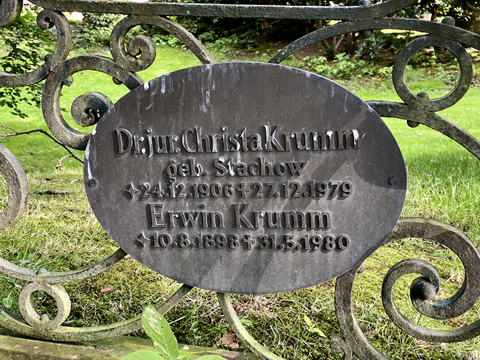 Dr.jur.Christa Krumm
geb. Stachow
✢24.12.1906✝27.12.1979
Erwin Krumm
✢10.8.1898✝31.5.1980